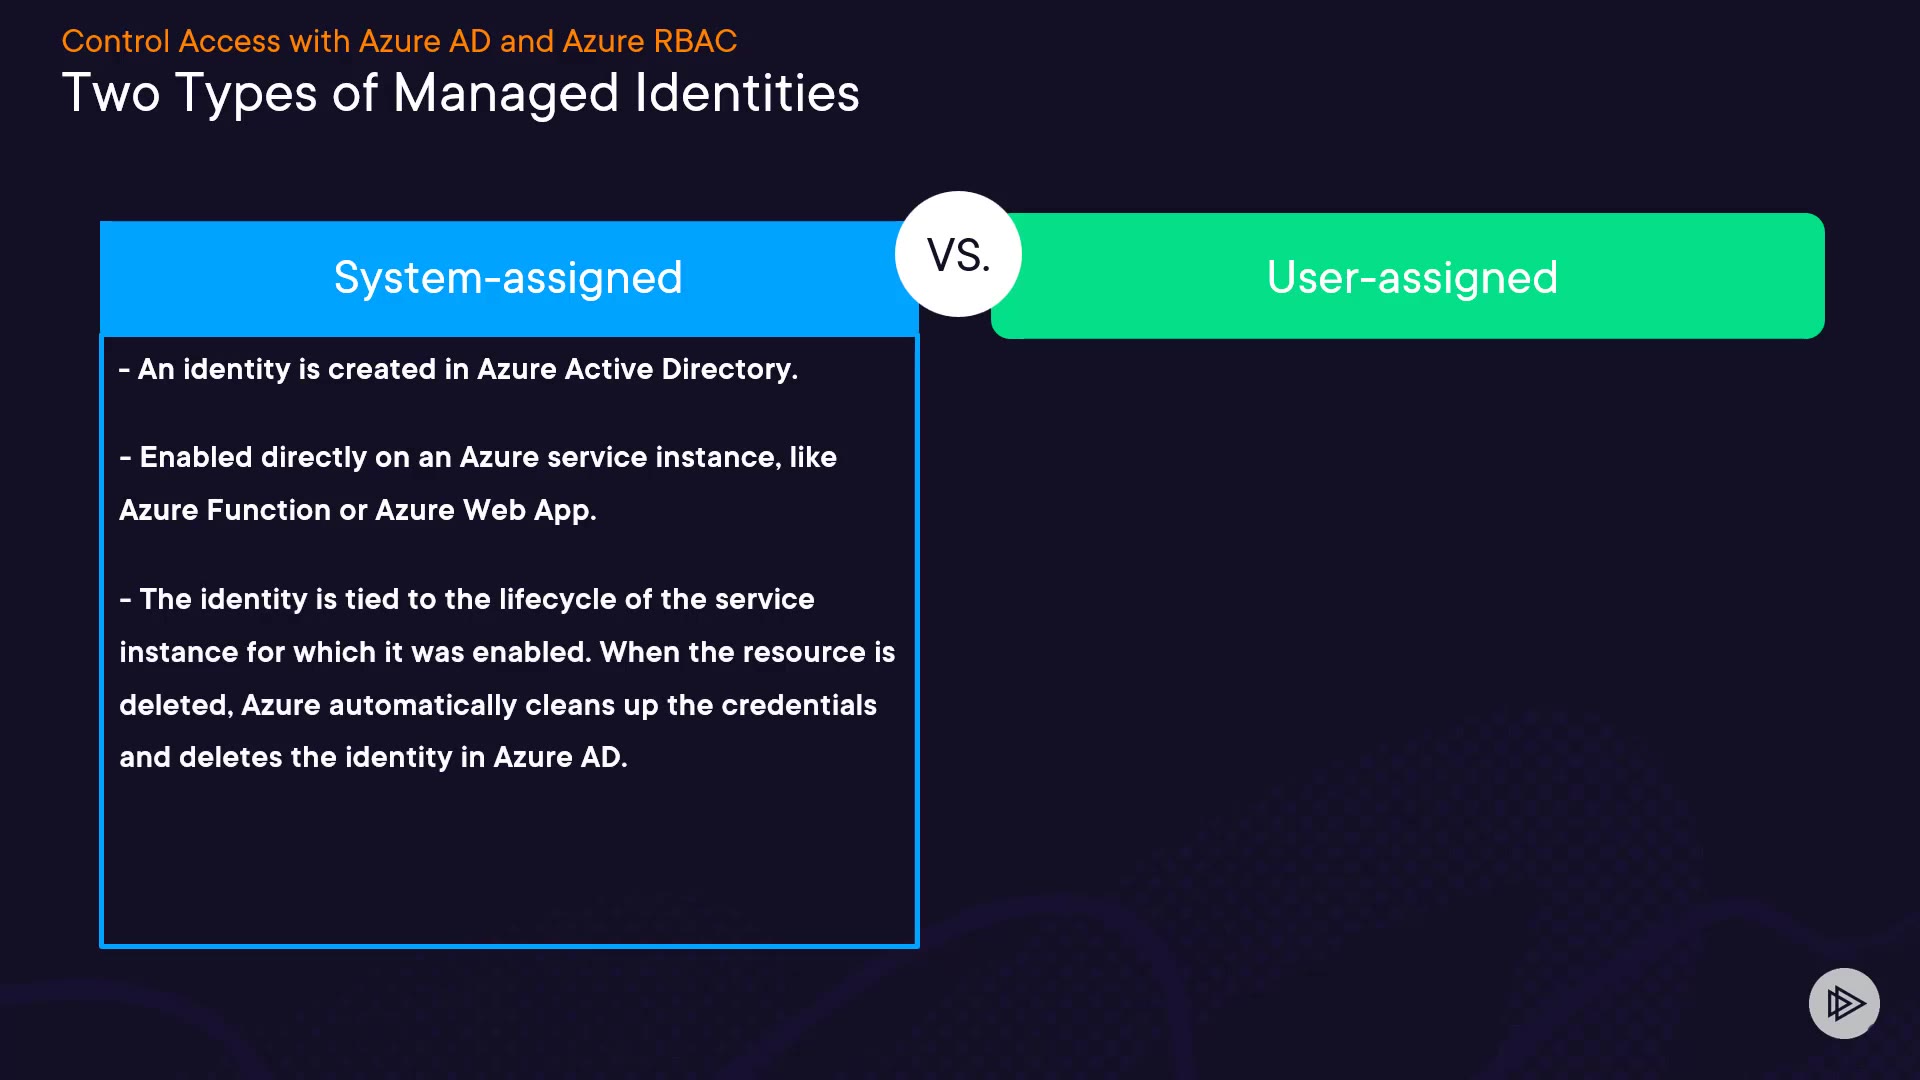 Control Access with Azure AD and Azure RBAC
Two Types of Managed Identities
System-assigned
VS.
User-assigned
- An identity is created in Azure Active Directory.
- Enabled directly on an Azure service instance, like
Azure Function or Azure Web App.
- The identity is tied to the lifecycle of the service
instance for which it was enabled. When the resource is
deleted, Azure automatically cleans up the credentials
and deletes the identity in Azure AD.